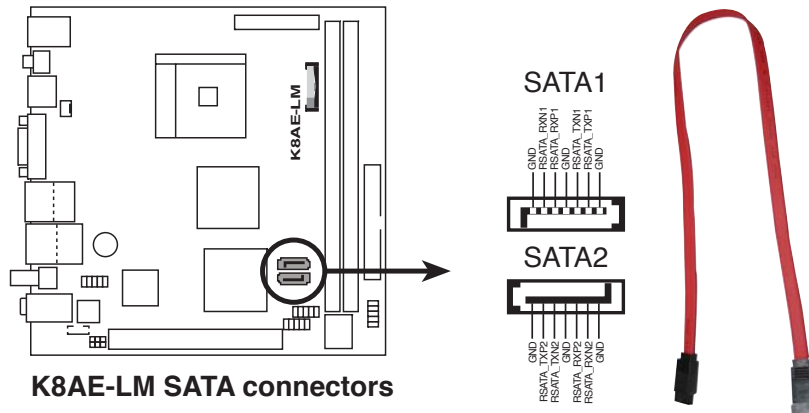 K8AE-LM
SATA1
GND
RSATA_RXN1
RSATA_RXP1
GND
RSATA_TXN1
RSATA_TXP1
GND
SATA2
GND
RSATA_TXP2
RSATA_TXN2
GND
RSATA_RXP2
RSATA_RXN2
GND
K8AE-LM SATA connectors